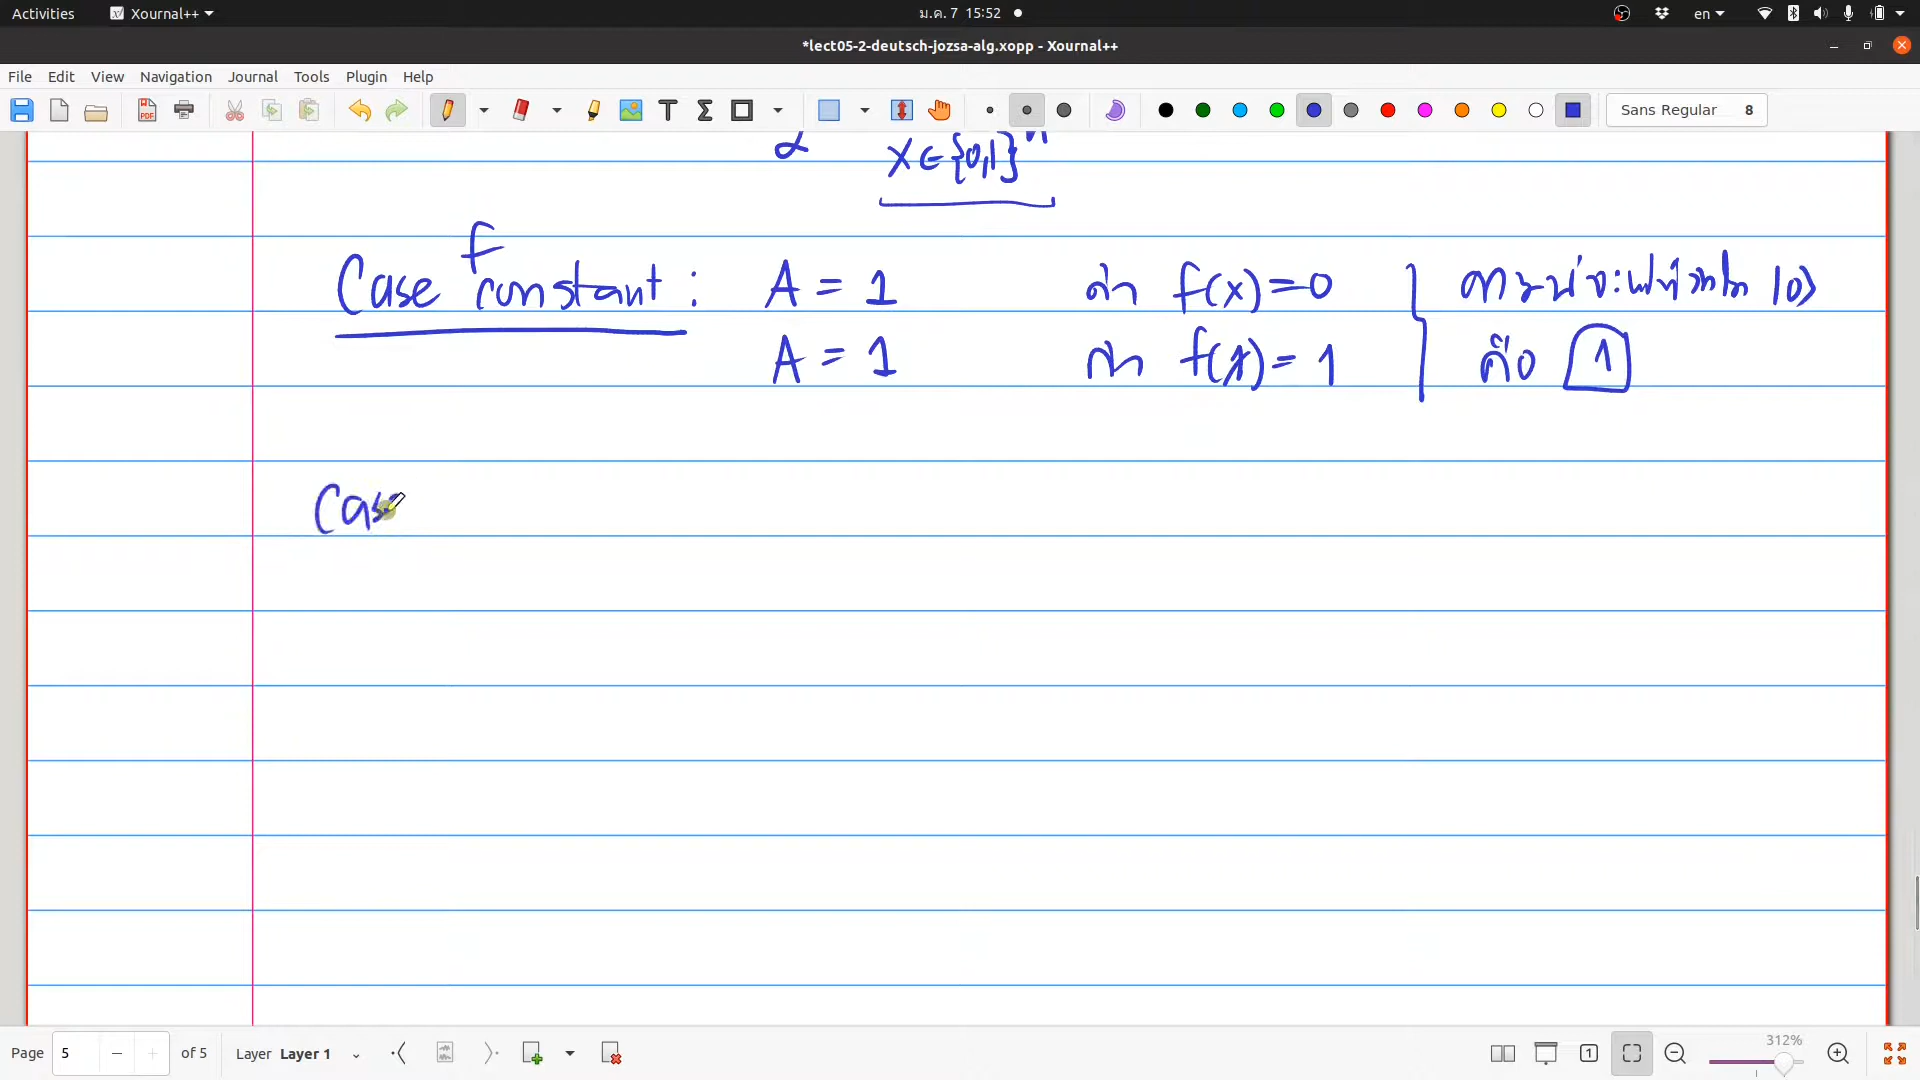 Activities Xournal++ ม.ค. 7 15:52 en
*lect05-2-deutsch-jozsa-alg.xopp - Xournal++
File Edit View Navigation Journal Tools Plugin Help
Sans Regular 8
x∈{0,1}ⁿ
f
Case constant: A = 1 ถ้า f(x)=0 |0⟩
A = 1 ถ้า f(x)= 1 คือ 1
Case
Page 5 of 5 Layer Layer 1 312%